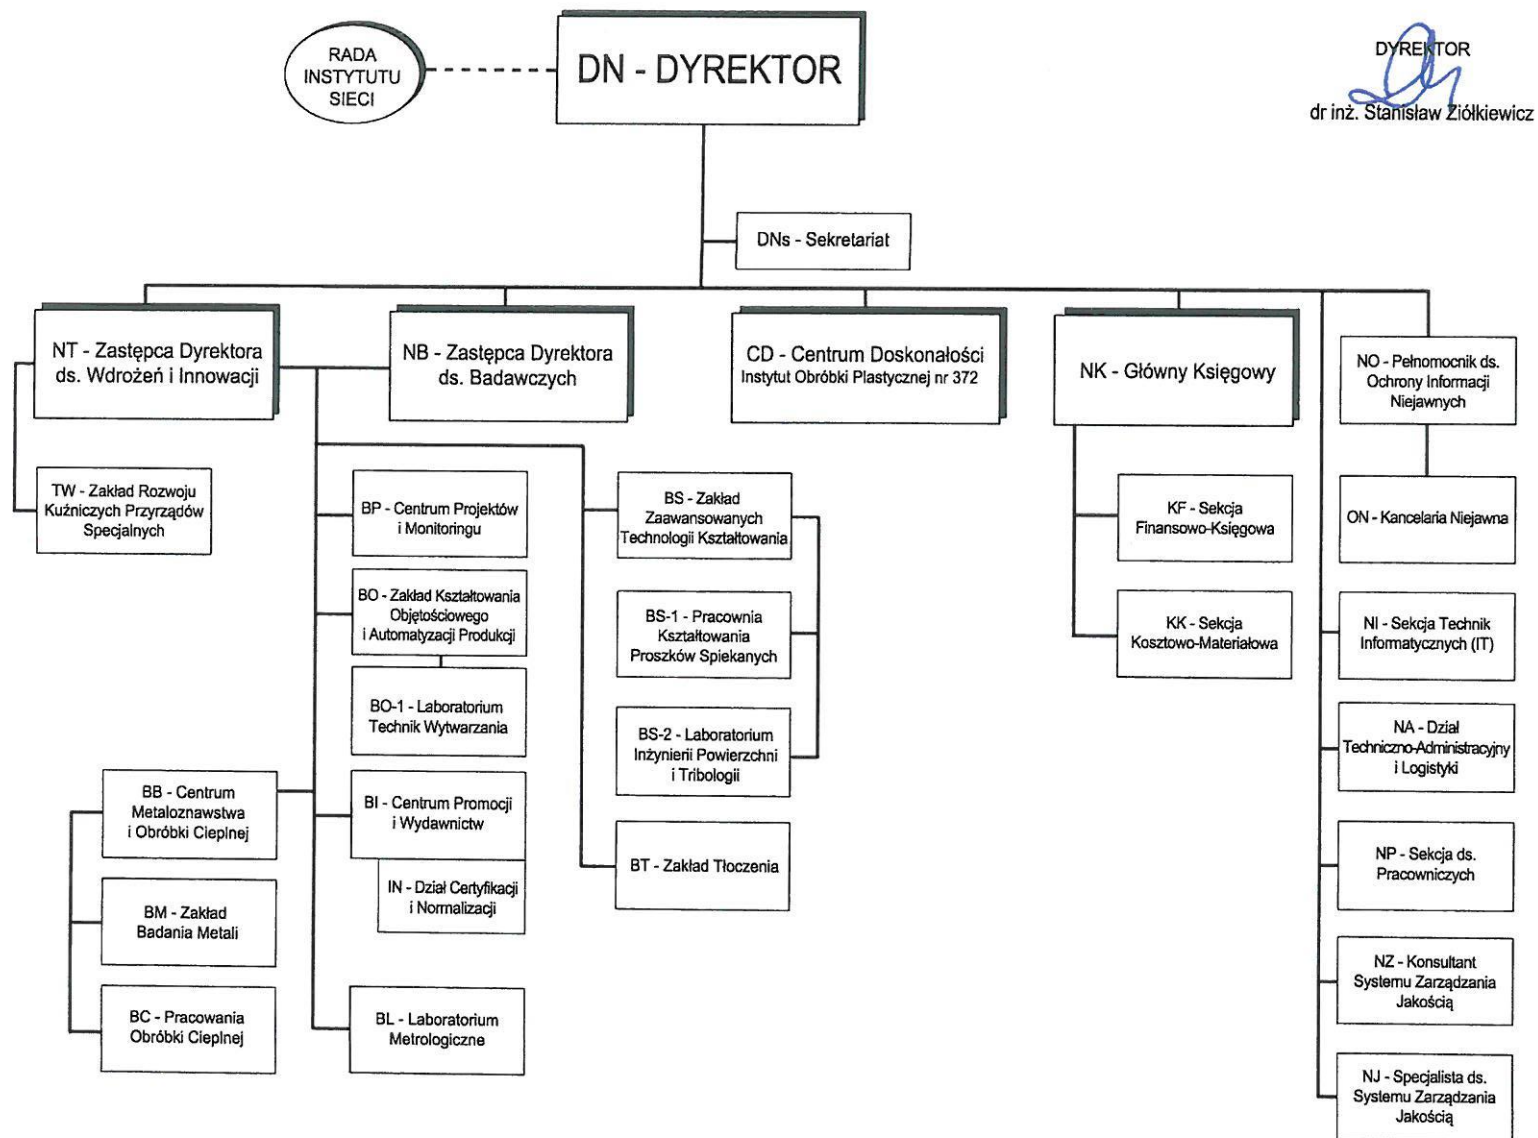 RADA
INSTYTUTU
SIECI
DN - DYREKTOR
DYREKTOR
dr inż. Stanisław Ziółkiewicz
DNs - Sekretariat
NT - Zastępca Dyrektora
ds. Wdrożeń i Innowacji
NB - Zastępca Dyrektora
ds. Badawczych
CD - Centrum Doskonałości
Instytut Obróbki Plastycznej nr 372
NK - Główny Księgowy
NO - Pełnomocnik ds.
Ochrony Informacji
Niejawnych
TW - Zakład Rozwoju
Kuźniczych Przyrządów
Specjalnych
BP - Centrum Projektów
i Monitoringu
BS - Zakład
Zaawansowanych
Technologii Kształtowania
KF - Sekcja
Finansowo-Księgowa
ON - Kancelaria Niejawna
BO - Zakład Kształtowania
Objętościowego
i Automatyzacji Produkcji
BS-1 - Pracownia
Kształtowania
Proszków Spiekanych
KK - Sekcja
Kosztowo-Materiałowa
NI - Sekcja Technik
Informatycznych (IT)
BO-1 - Laboratorium
Technik Wytwarzania
BS-2 - Laboratorium
Inżynierii Powierzchni
i Tribologii
NA - Dział
Techniczno-Administracyjny
i Logistyki
BB - Centrum
Metaloznawstwa
i Obróbki Cieplnej
BI - Centrum Promocji
i Wydawnictw
BT - Zakład Tłoczenia
NP - Sekcja ds.
Pracowniczych
IN - Dział Certyfikacji
i Normalizacji
BM - Zakład
Badania Metali
NZ - Konsultant
Systemu Zarządzania
Jakością
BC - Pracowania
Obróbki Cieplnej
BL - Laboratorium
Metrologiczne
NJ - Specjalista ds.
Systemu Zarządzania
Jakością